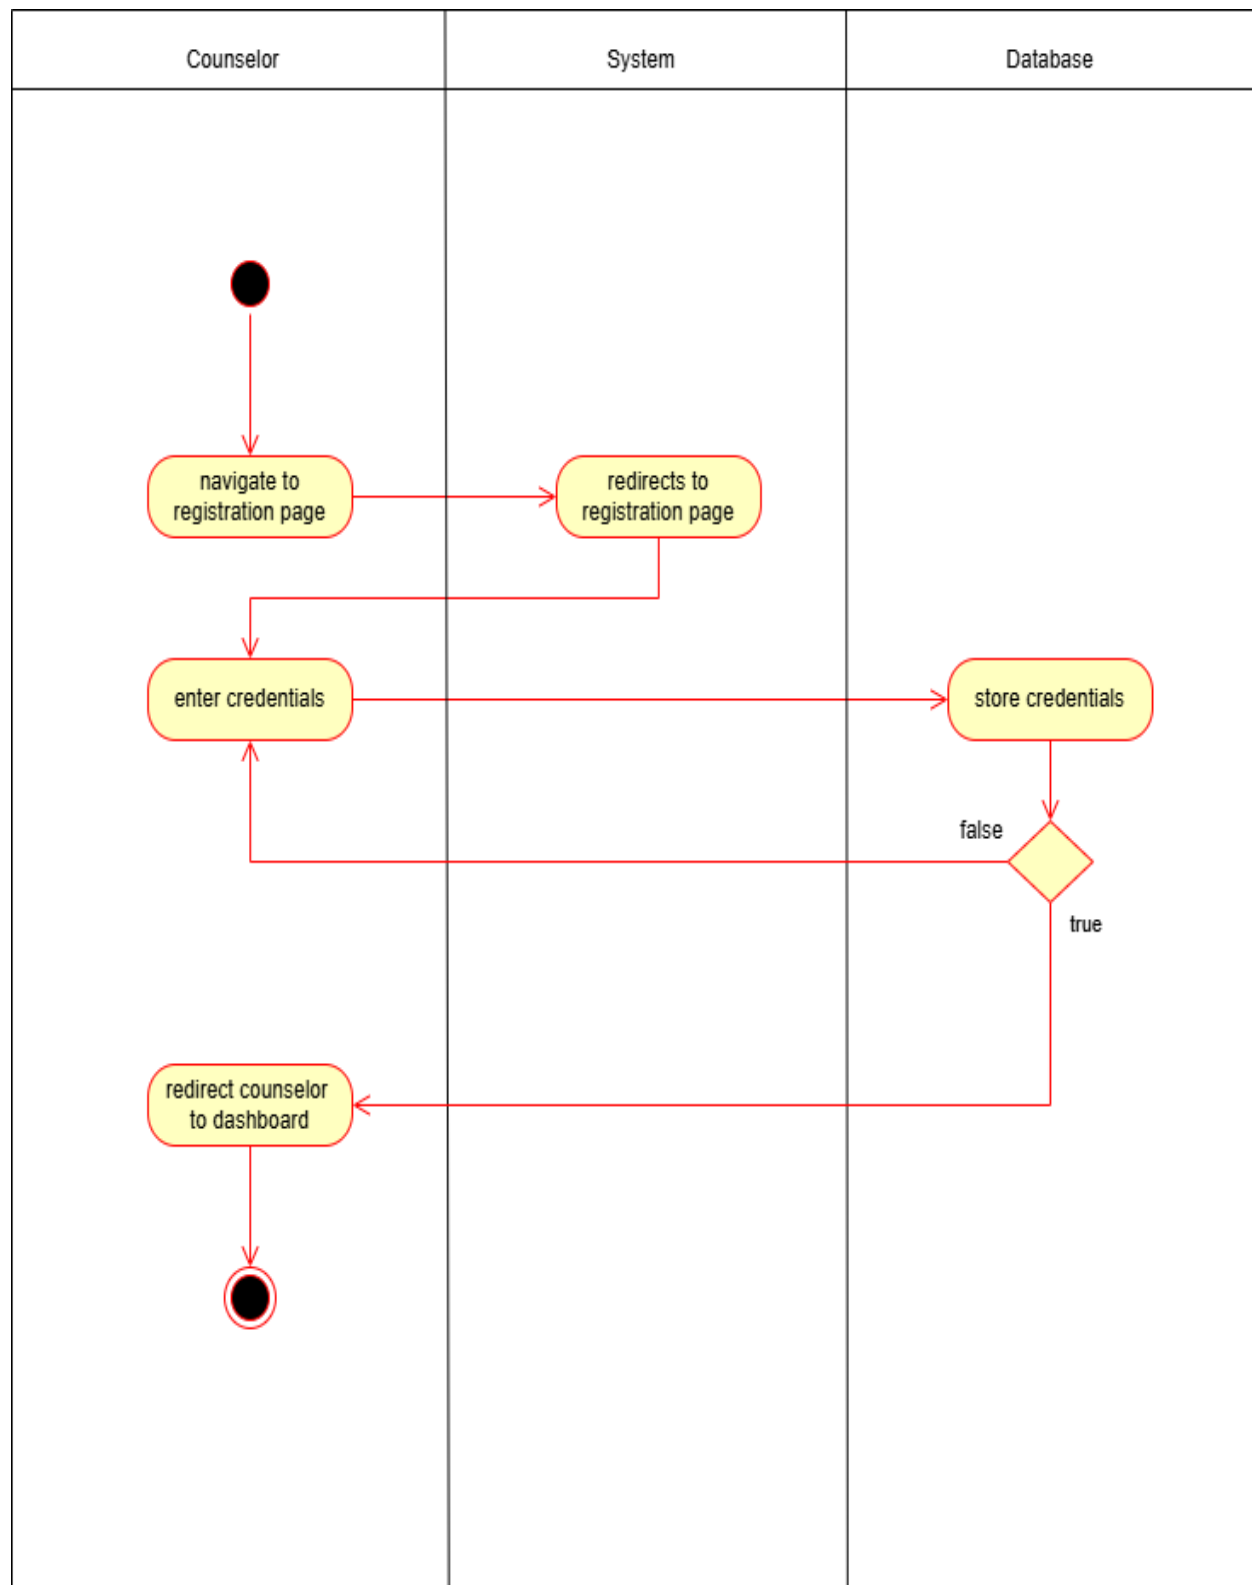 Counselor
System
Database
navigate to
registration page
redirects to
registration page
enter credentials
store credentials
false
true
redirect counselor
to dashboard